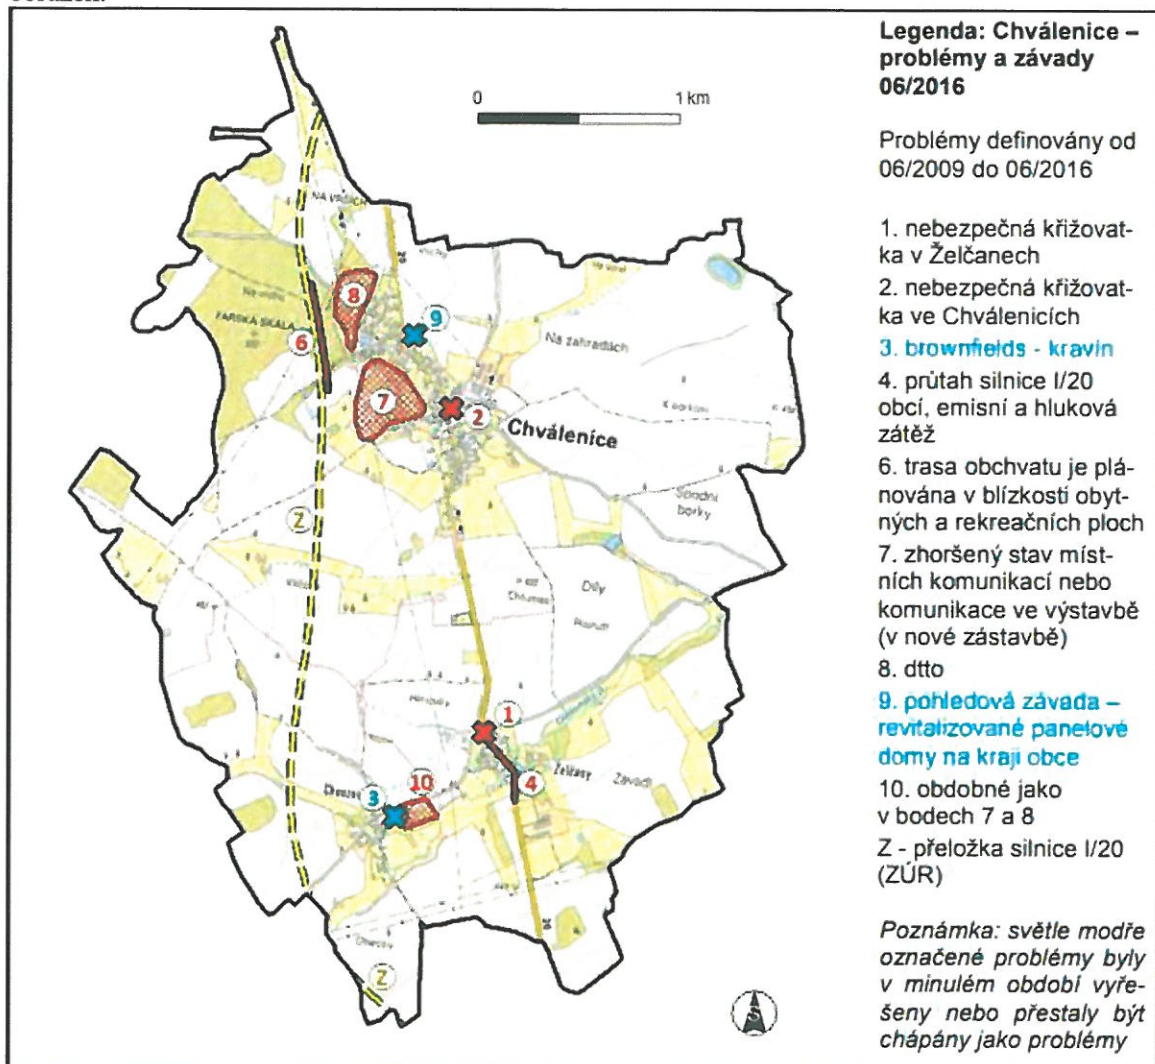 Legenda: Chválenice –
problémy a závady
06/2016
0 1 km
Problémy definovány od
06/2009 do 06/2016
1. nebezpečná křižovat-
ka v Želčanech
2. nebezpečná křižovat-
ka ve Chválenicích
3. brownfields - kravín
4. průtah silnice I/20
obcí, emisní a hluková
zátěž
6. trasa obchvatu je plá-
nována v blízkosti obyt-
ných a rekreačních ploch
7. zhoršený stav míst-
ních komunikací nebo
komunikace ve výstavbě
(v nové zástavbě)
8. dtto
9. pohledová závada –
revitalizované panelové
domy na kraji obce
10. obdobné jako
v bodech 7 a 8
Z - přeložka silnice I/20
(ZÚR)
Poznámka: světle modře
označené problémy byly
v minulém období vyře-
šeny nebo přestaly být
chápány jako problémy
8
9
FARSKÁ SKÁLA
6
Na zahradách
7
2
Chválenice
Spodní
borky
Z
Díly
1
Želčany
4
10
3
Z
S